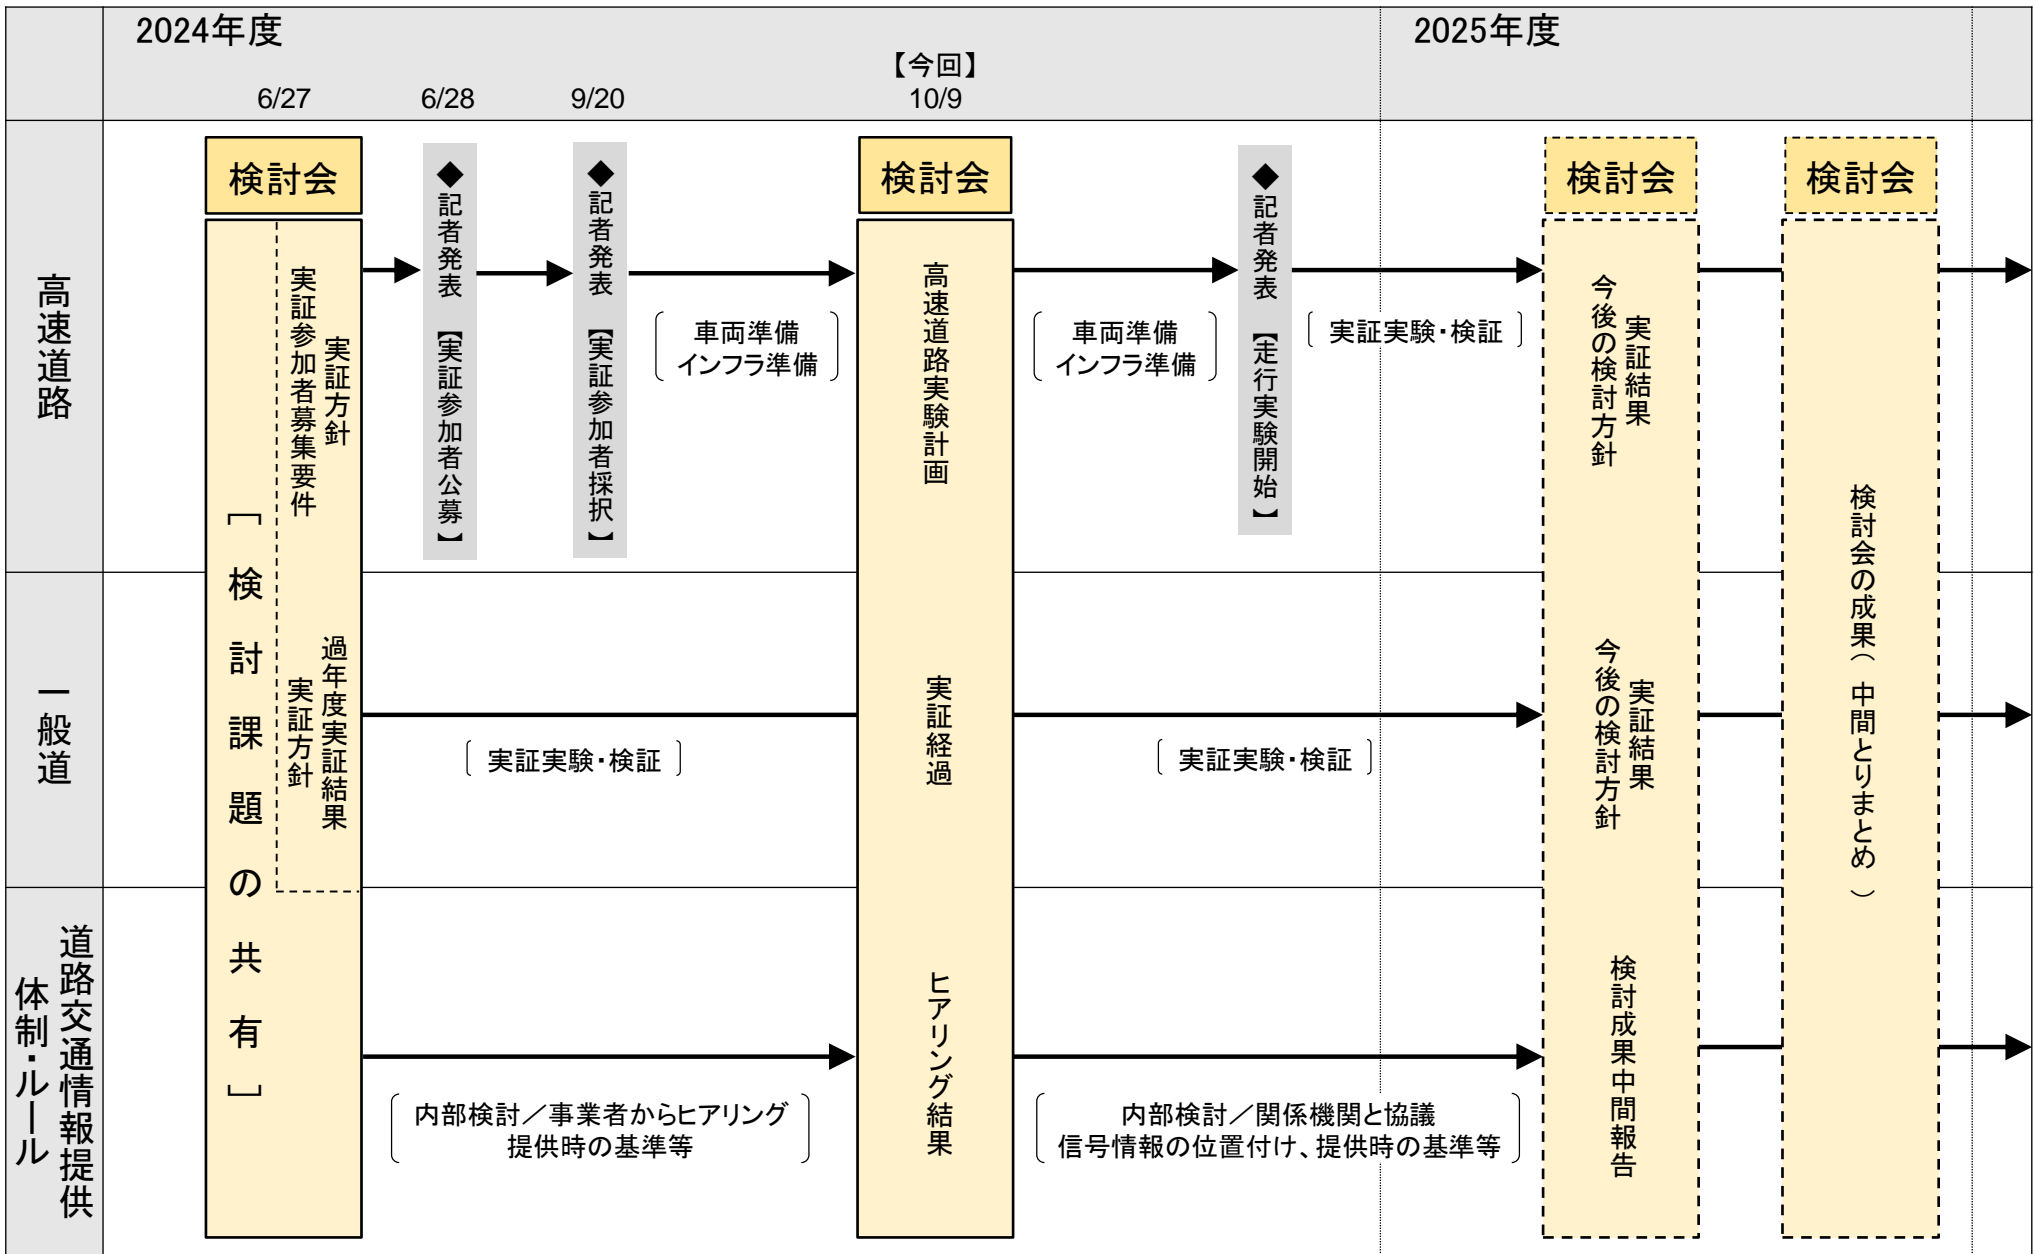 2024年度
2025年度
【今回】
6/27
6/28
9/20
10/9
高速道路
検討会
◆記者発表 【実証参加者公募】
◆記者発表 【実証参加者採択】
検討会
◆記者発表 【走行実験開始】
検討会
検討会
実証方針
実証参加者募集要件
［検討課題の共有］
車両準備
インフラ準備
高速道路実験計画
車両準備
インフラ準備
実証実験・検証
実証結果
今後の検討方針
検討会の成果（中間とりまとめ）
一般道
過年度実証結果
実証方針
実証実験・検証
実証経過
実証実験・検証
実証結果
今後の検討方針
道路交通情報提供
体制・ルール
内部検討／事業者からヒアリング
提供時の基準等
ヒアリング結果
内部検討／関係機関と協議
信号情報の位置付け、提供時の基準等
検討成果中間報告